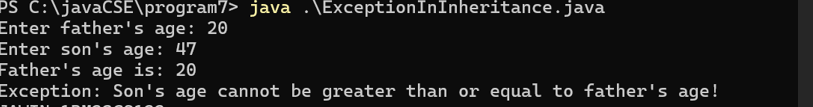 PS C:\javaCSE\program7> java .\ExceptionInInheritance.java
Enter father's age: 20
Enter son's age: 47
Father's age is: 20
Exception: Son's age cannot be greater than or equal to father's age!